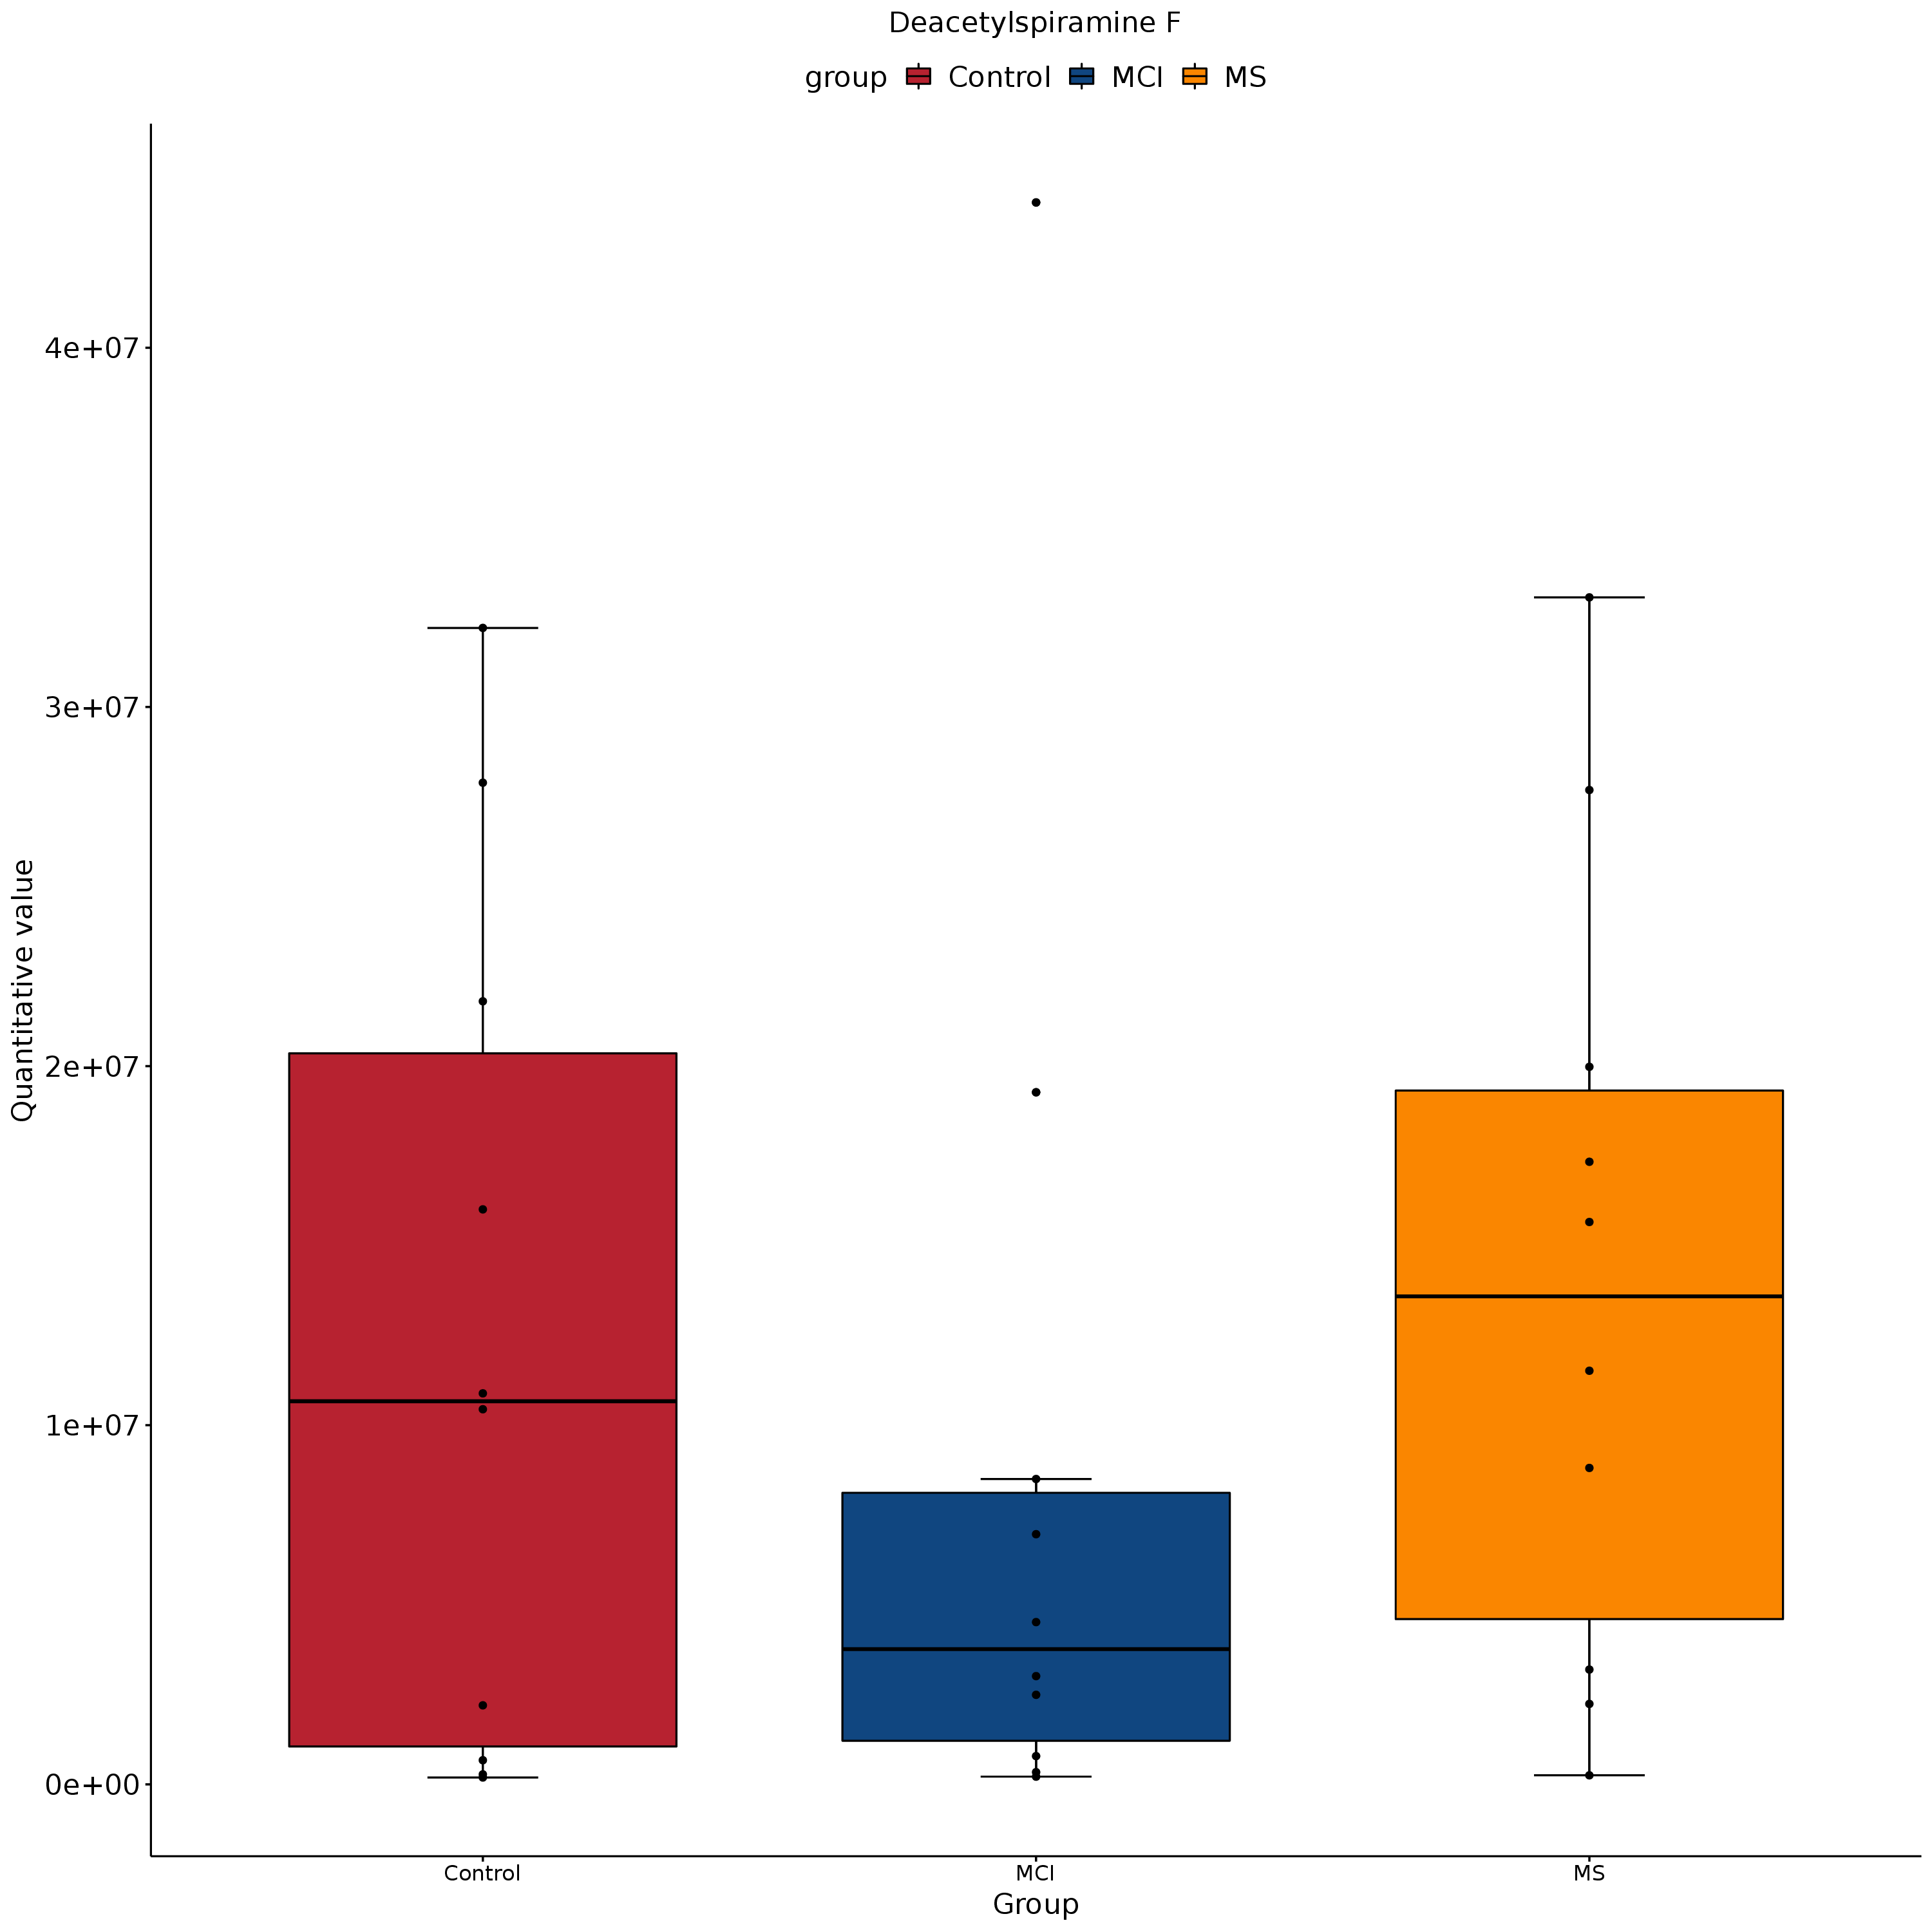 Deacetylspiramine F
group Control MCI MS
Quantitative value
4e+07
3e+07
2e+07
1e+07
0e+00
Control MCI MS
Group